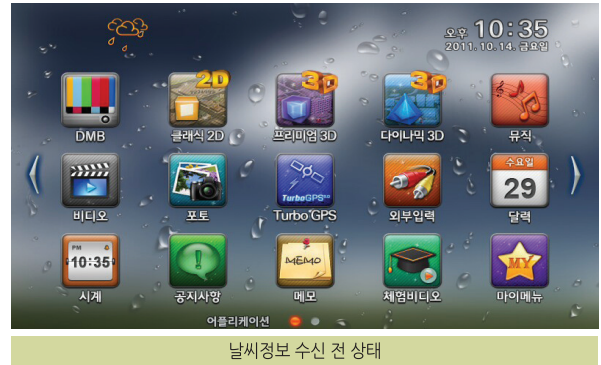 오후 10:35
2011. 10. 14. 금요일
2D 3D 3D
DMB 클래식 2D 프리미엄 3D 다이나믹 3D 뮤직
TurboGPS 수요일
29
비디오 포토 Turbo+GPS 외부입력 달력
PM
10:35 MEMO MY
시계 공지사항 메모 체험비디오 마이메뉴
어플리케이션
날씨정보 수신 전 상태